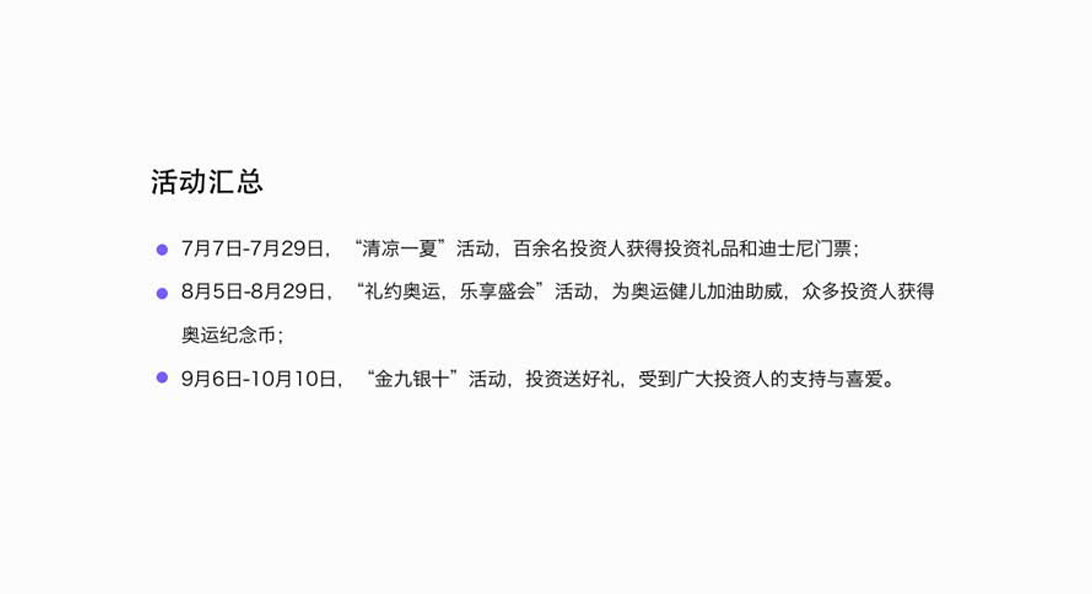 活动汇总
7月7日-7月29日，“清凉一夏”活动，百余名投资人获得投资礼品和迪士尼门票；
8月5日-8月29日，“礼约奥运，乐享盛会”活动，为奥运健儿加油助威，众多投资人获得
奥运纪念币；
9月6日-10月10日，“金九银十”活动，投资送好礼，受到广大投资人的支持与喜爱。